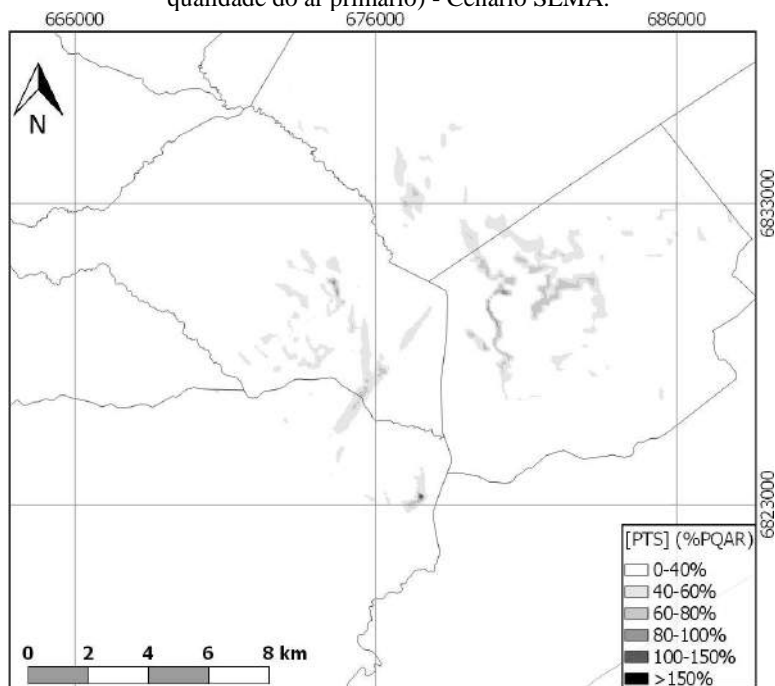 qualidade do ar primário) - Cenário SEMA.
666000 676000 686000
N
6833000
6823000
[PTS] (%PQAR)
0-40%
40-60%
60-80%
80-100%
100-150%
>150%
0 2 4 6 8 km